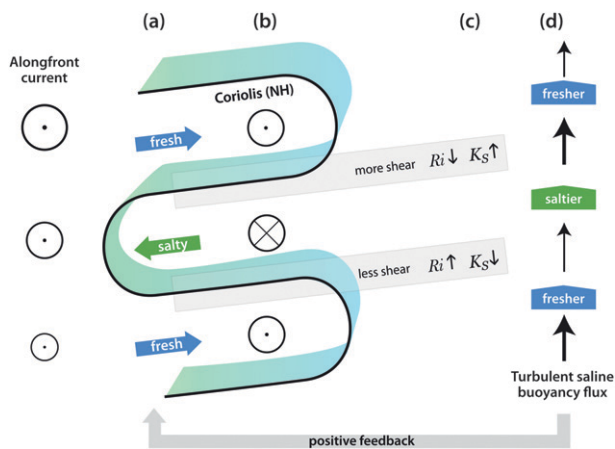 (a)
(b)
(c)
(d)
Alongfront
current
Coriolis (NH)
fresh
fresher
more shear Ri↓ K_S↑
saltier
salty
less shear Ri↑ K_S↓
fresher
fresh
Turbulent saline
buoyancy flux
positive feedback